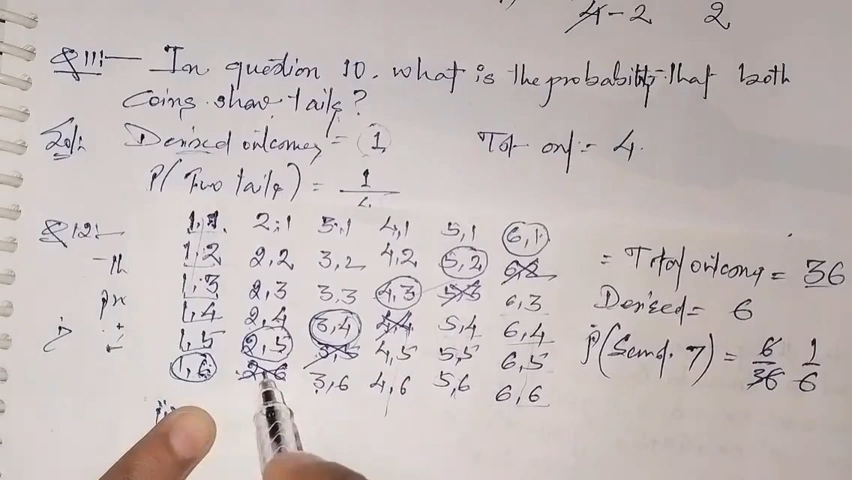 4-2 2
Q11:- In question 10. what is the probability that both
coins show tails?
Sol: Desired outcomes = 1 Tot out:- 4.
P(Two tails) = 1
Q12:- 1,1. 2,1 3,1 4,1 5,1 6,1
1,2 2,2 3,2 4,2 5,2 6,2 = Total outcomes = 36
1,3 2,3 3,3 4,3 5,3 6,3 Desired = 6
1,4 2,4 3,4 4,4 5,4 6,4
1,5 2,5 3,5 4,5 5,5 6,5 P(Sum of 7) = 6/36 1/6
1,6 2,6 3,6 4,6 5,6 6,6